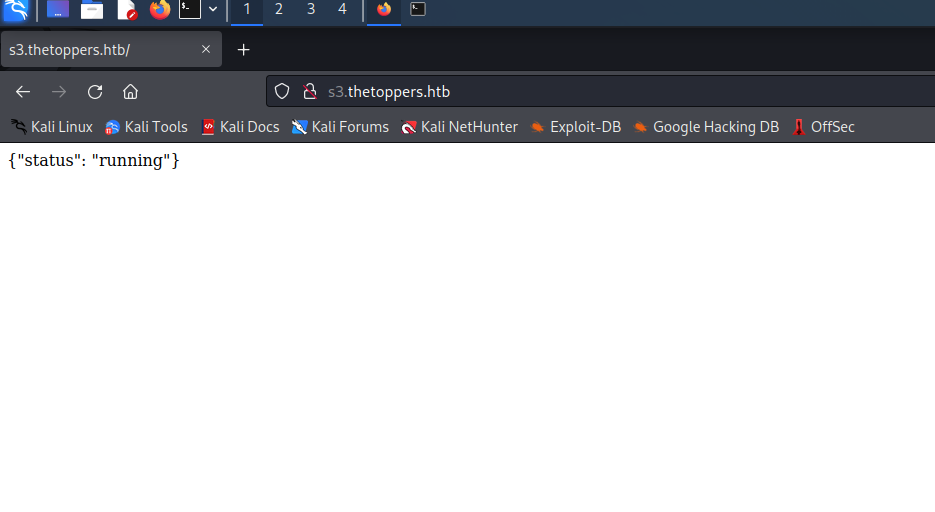 1 2 3 4
s3.thetoppers.htb/
s3.thetoppers.htb
Kali Linux Kali Tools Kali Docs Kali Forums Kali NetHunter Exploit-DB Google Hacking DB OffSec
{"status": "running"}